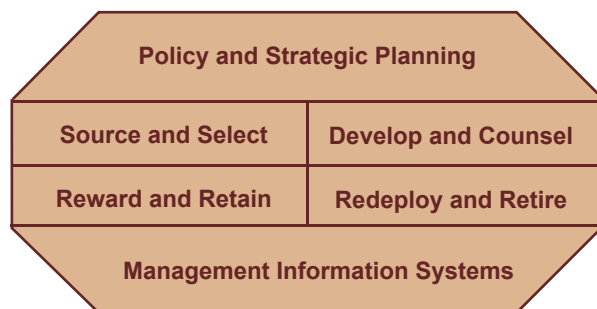 Policy and Strategic Planning
Source and Select
Develop and Counsel
Reward and Retain
Redeploy and Retire
Management Information Systems